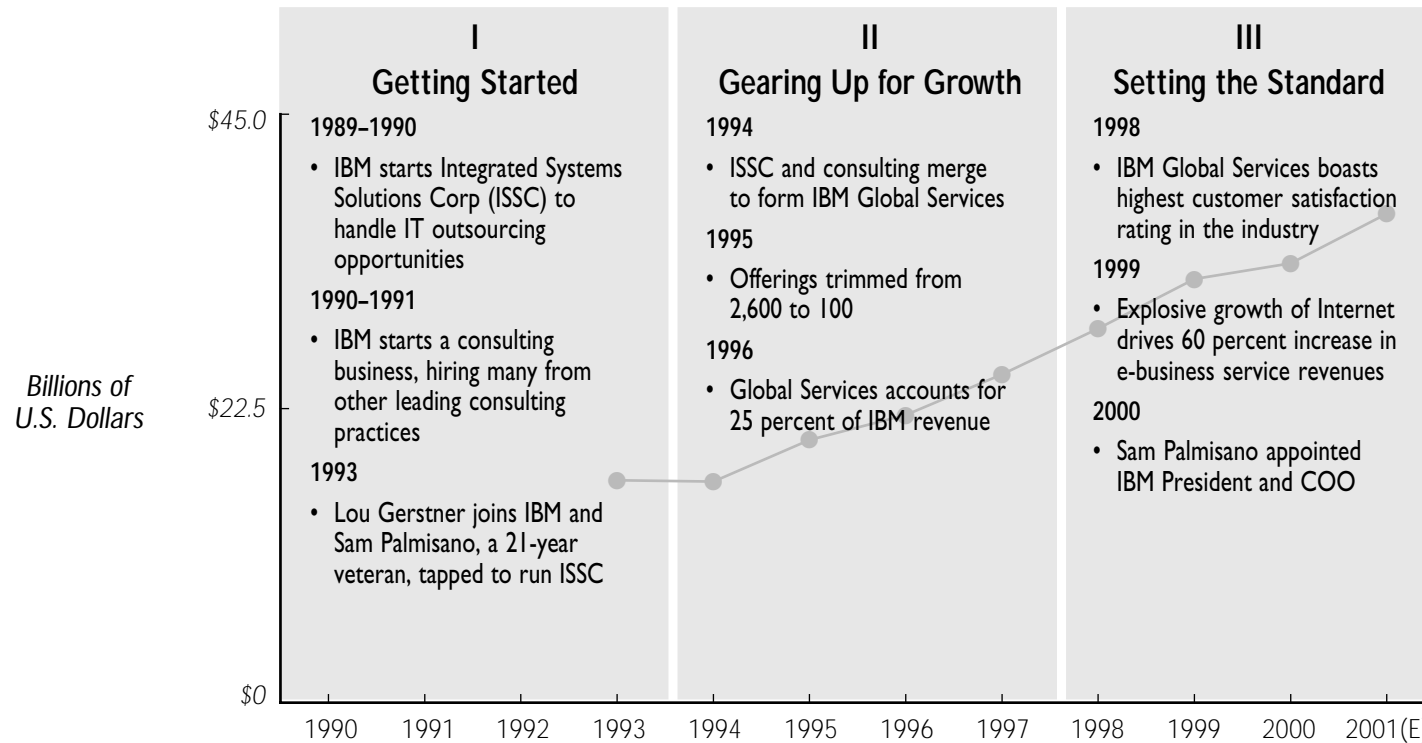 I
Getting Started
1989–1990
• IBM starts Integrated Systems
Solutions Corp (ISSC) to
handle IT outsourcing
opportunities
1990–1991
• IBM starts a consulting
business, hiring many from
other leading consulting
practices
1993
• Lou Gerstner joins IBM and
Sam Palmisano, a 21-year
veteran, tapped to run ISSC
II
Gearing Up for Growth
1994
• ISSC and consulting merge
to form IBM Global Services
1995
• Offerings trimmed from
2,600 to 100
1996
• Global Services accounts for
25 percent of IBM revenue
III
Setting the Standard
1998
• IBM Global Services boasts
highest customer satisfaction
rating in the industry
1999
• Explosive growth of Internet
drives 60 percent increase in
e-business service revenues
2000
• Sam Palmisano appointed
IBM President and COO
Billions of
U.S. Dollars
$45.0
$22.5
$0
1990 1991 1992 1993 1994 1995 1996 1997 1998 1999 2000 2001(E